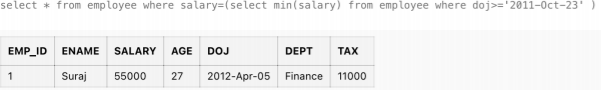 select * from employee where salary=(select min(salary) from employee where doj>='2011-Oct-23' )
EMP_ID ENAME SALARY AGE DOJ DEPT TAX
1 Suraj 55000 27 2012-Apr-05 Finance 11000